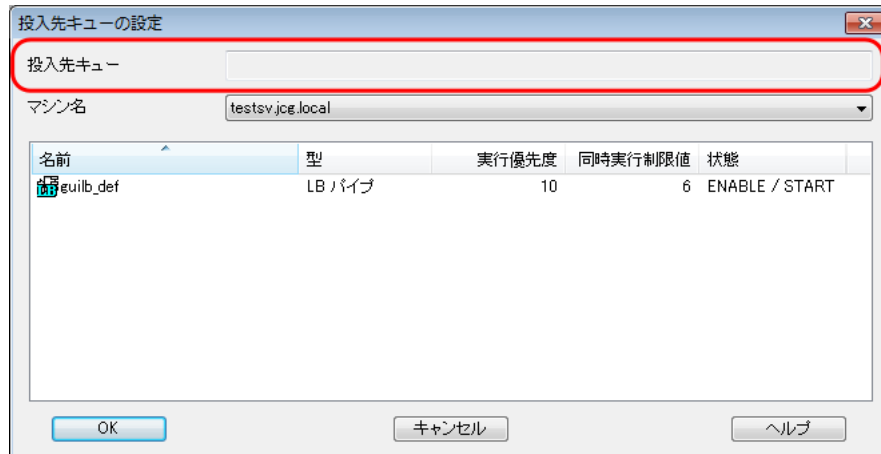 投入先キューの設定
投入先キュー
マシン名 testsv.jcg.local
名前 型 実行優先度 同時実行制限値 状態
guilb_def LB パイプ 10 6 ENABLE / START
OK キャンセル ヘルプ